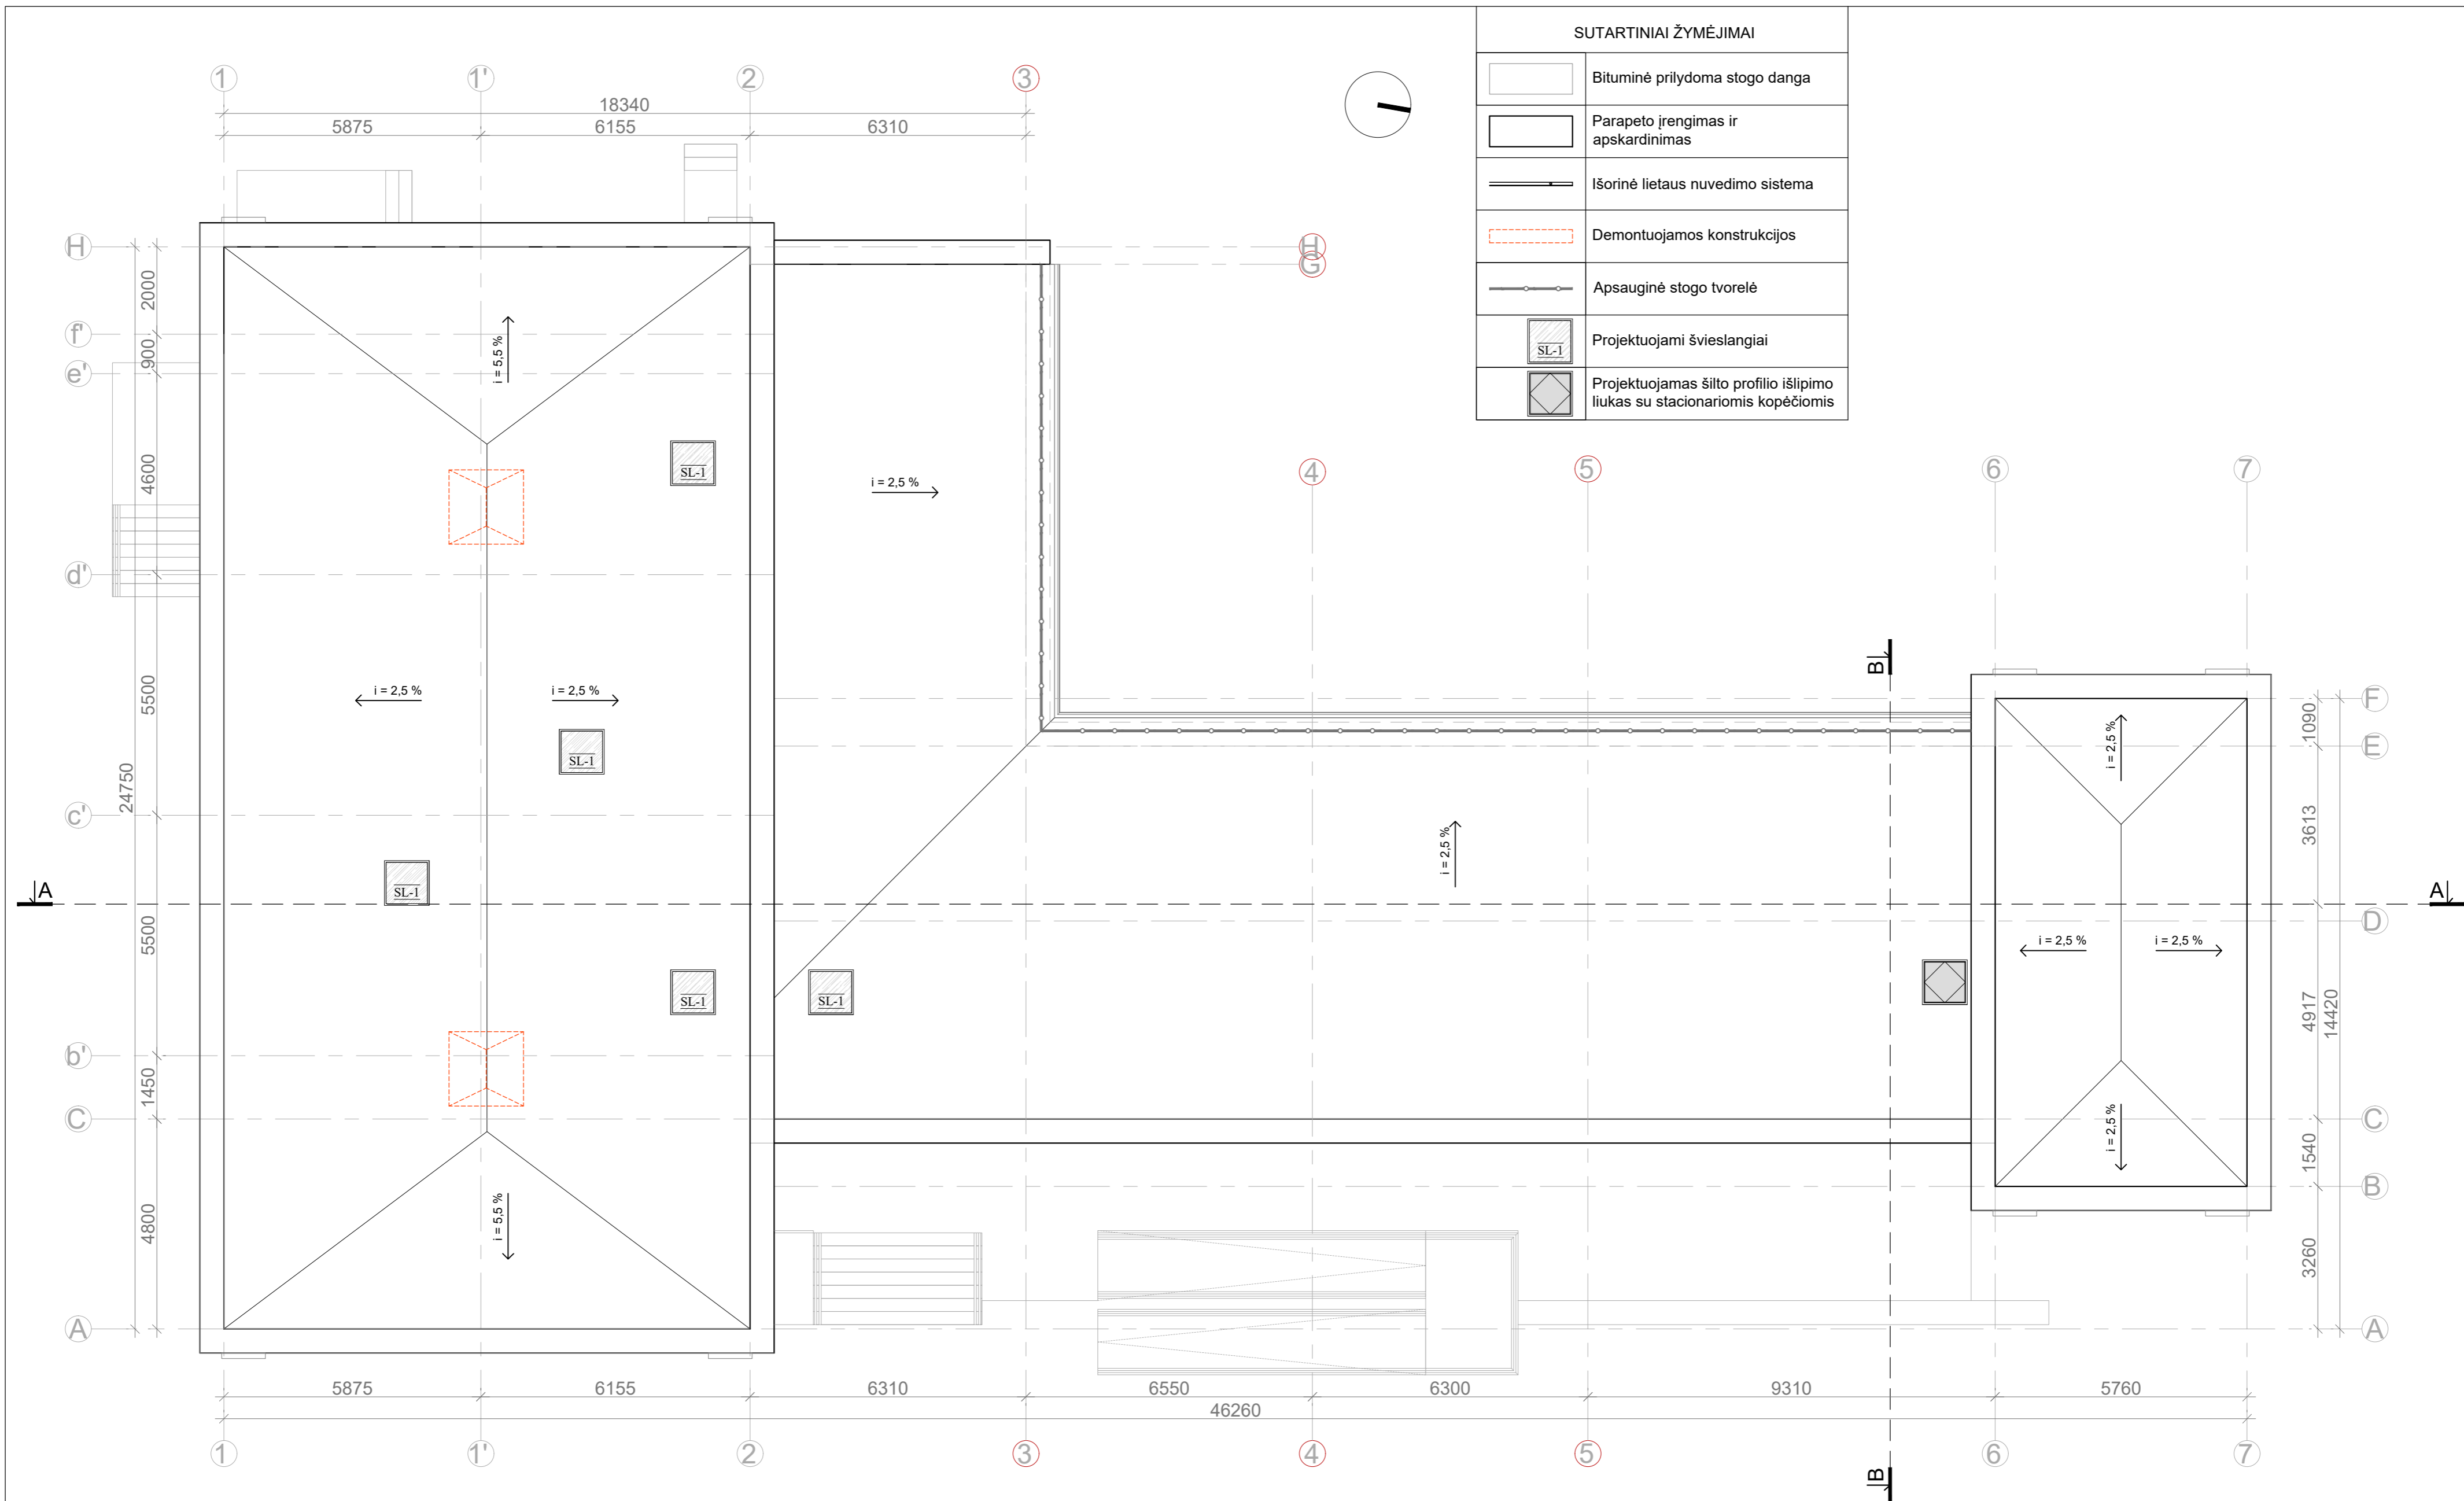 SUTARTINIAI ŽYMĖJIMAI
Bituminė prilydoma stogo danga
Parapeto įrengimas ir
apskardinimas
Išorinė lietaus nuvedimo sistema
Demontuojamos konstrukcijos
Apsauginė stogo tvorelė
SL-1
Projektuojami švieslangiai
Projektuojamas šilto profilio išlipimo
liukas su stacionariomis kopėčiomis
1 1' 2 3
18340
5875 6155 6310
H
f'
e'
d'
c'
b'
C
A
2000
900
4600
5500
5500
1450
4800
24750
H
G
4 5 6 7
i = 5,5 %
SL-1
i = 2,5 %
i = 2,5 %
i = 2,5 %
SL-1
SL-1
SL-1
SL-1
i = 5,5 %
i = 2,5 %
i = 2,5 %
i = 2,5 %
i = 2,5 %
i = 2,5 %
A
A
B
B
F
E
D
C
B
A
1090
3613
4917
1540
3260
14420
5875 6155 6310 6550 6300 9310 5760
46260
1 1' 2 3 4 5 6 7